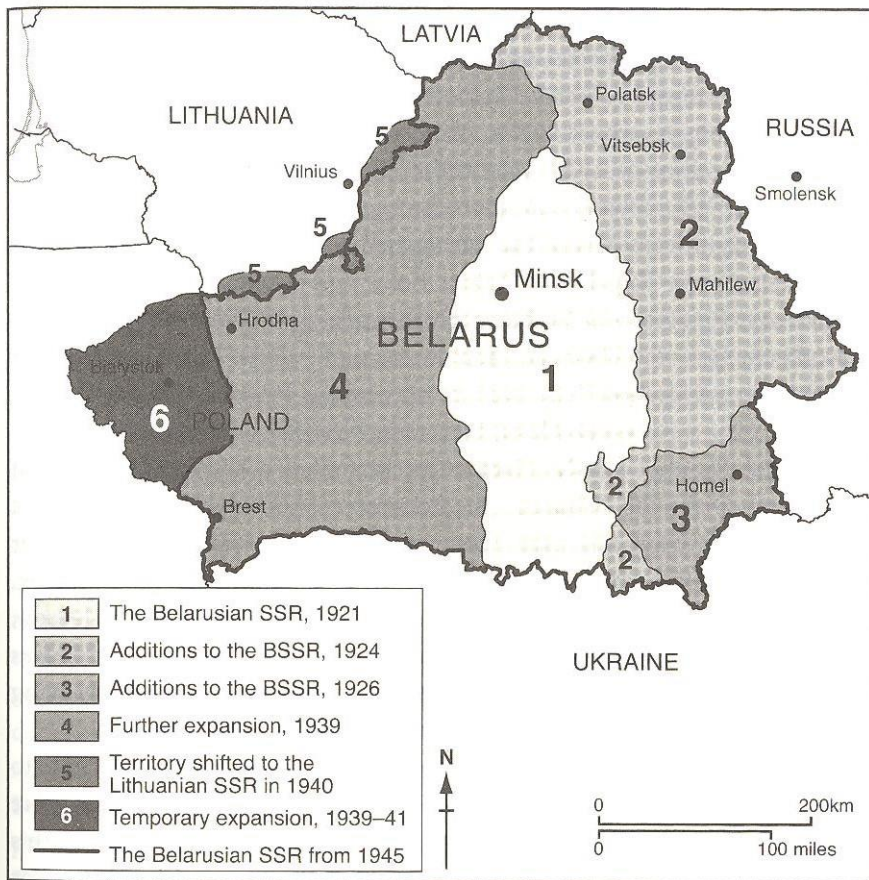 LATVIA
Polatsk
LITHUANIA
5
RUSSIA
Vitsebsk
Vilnius
Smolensk
5
2
5
Minsk
Mahilew
Hrodna
BELARUS
Białystok
4
1
6
POLAND
2
Homel
Brest
3
2
1 The Belarusian SSR, 1921
2 Additions to the BSSR, 1924
3 Additions to the BSSR, 1926
4 Further expansion, 1939
5 Territory shifted to the
Lithuanian SSR in 1940
6 Temporary expansion, 1939–41
The Belarusian SSR from 1945
UKRAINE
N
0 200km
0 100 miles